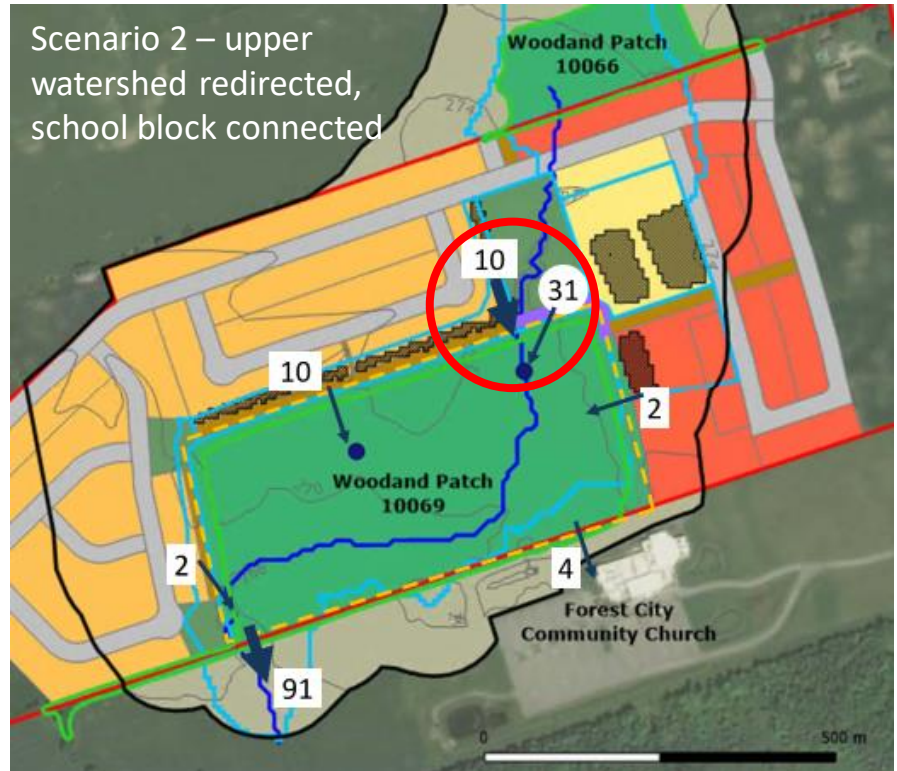 Scenario 2 – upper
watershed redirected,
school block connected
Woodand Patch
10066
274
10
31
10
2
Woodand Patch
10069
2
4
Forest City
Community Church
91
0
500 m